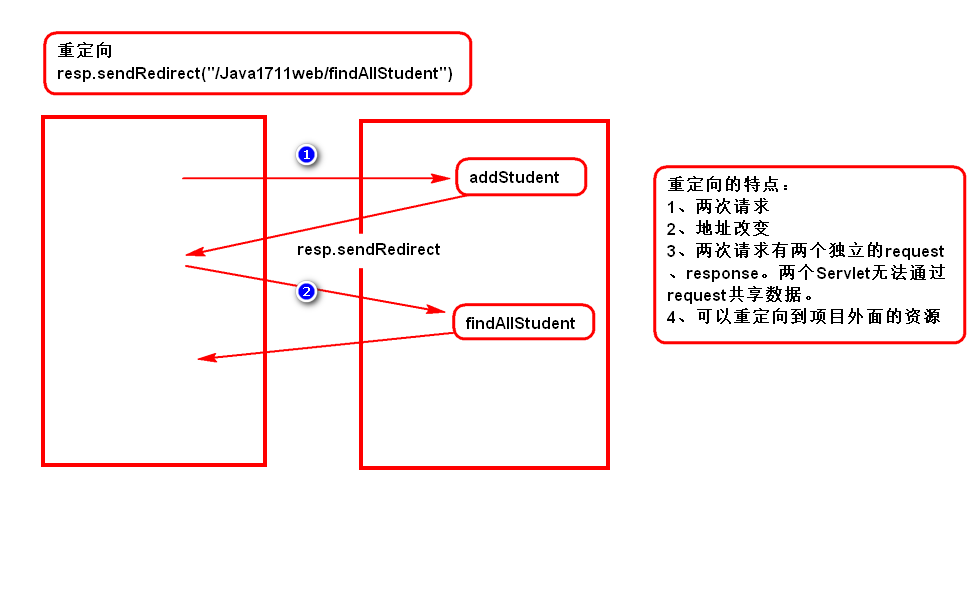 重定向
resp.sendRedirect("/Java1711web/findAllStudent")
1
addStudent
resp.sendRedirect
2
findAllStudent
重定向的特点：
1、两次请求
2、地址改变
3、两次请求有两个独立的request
、response。两个Servlet无法通过
request共享数据。
4、可以重定向到项目外面的资源